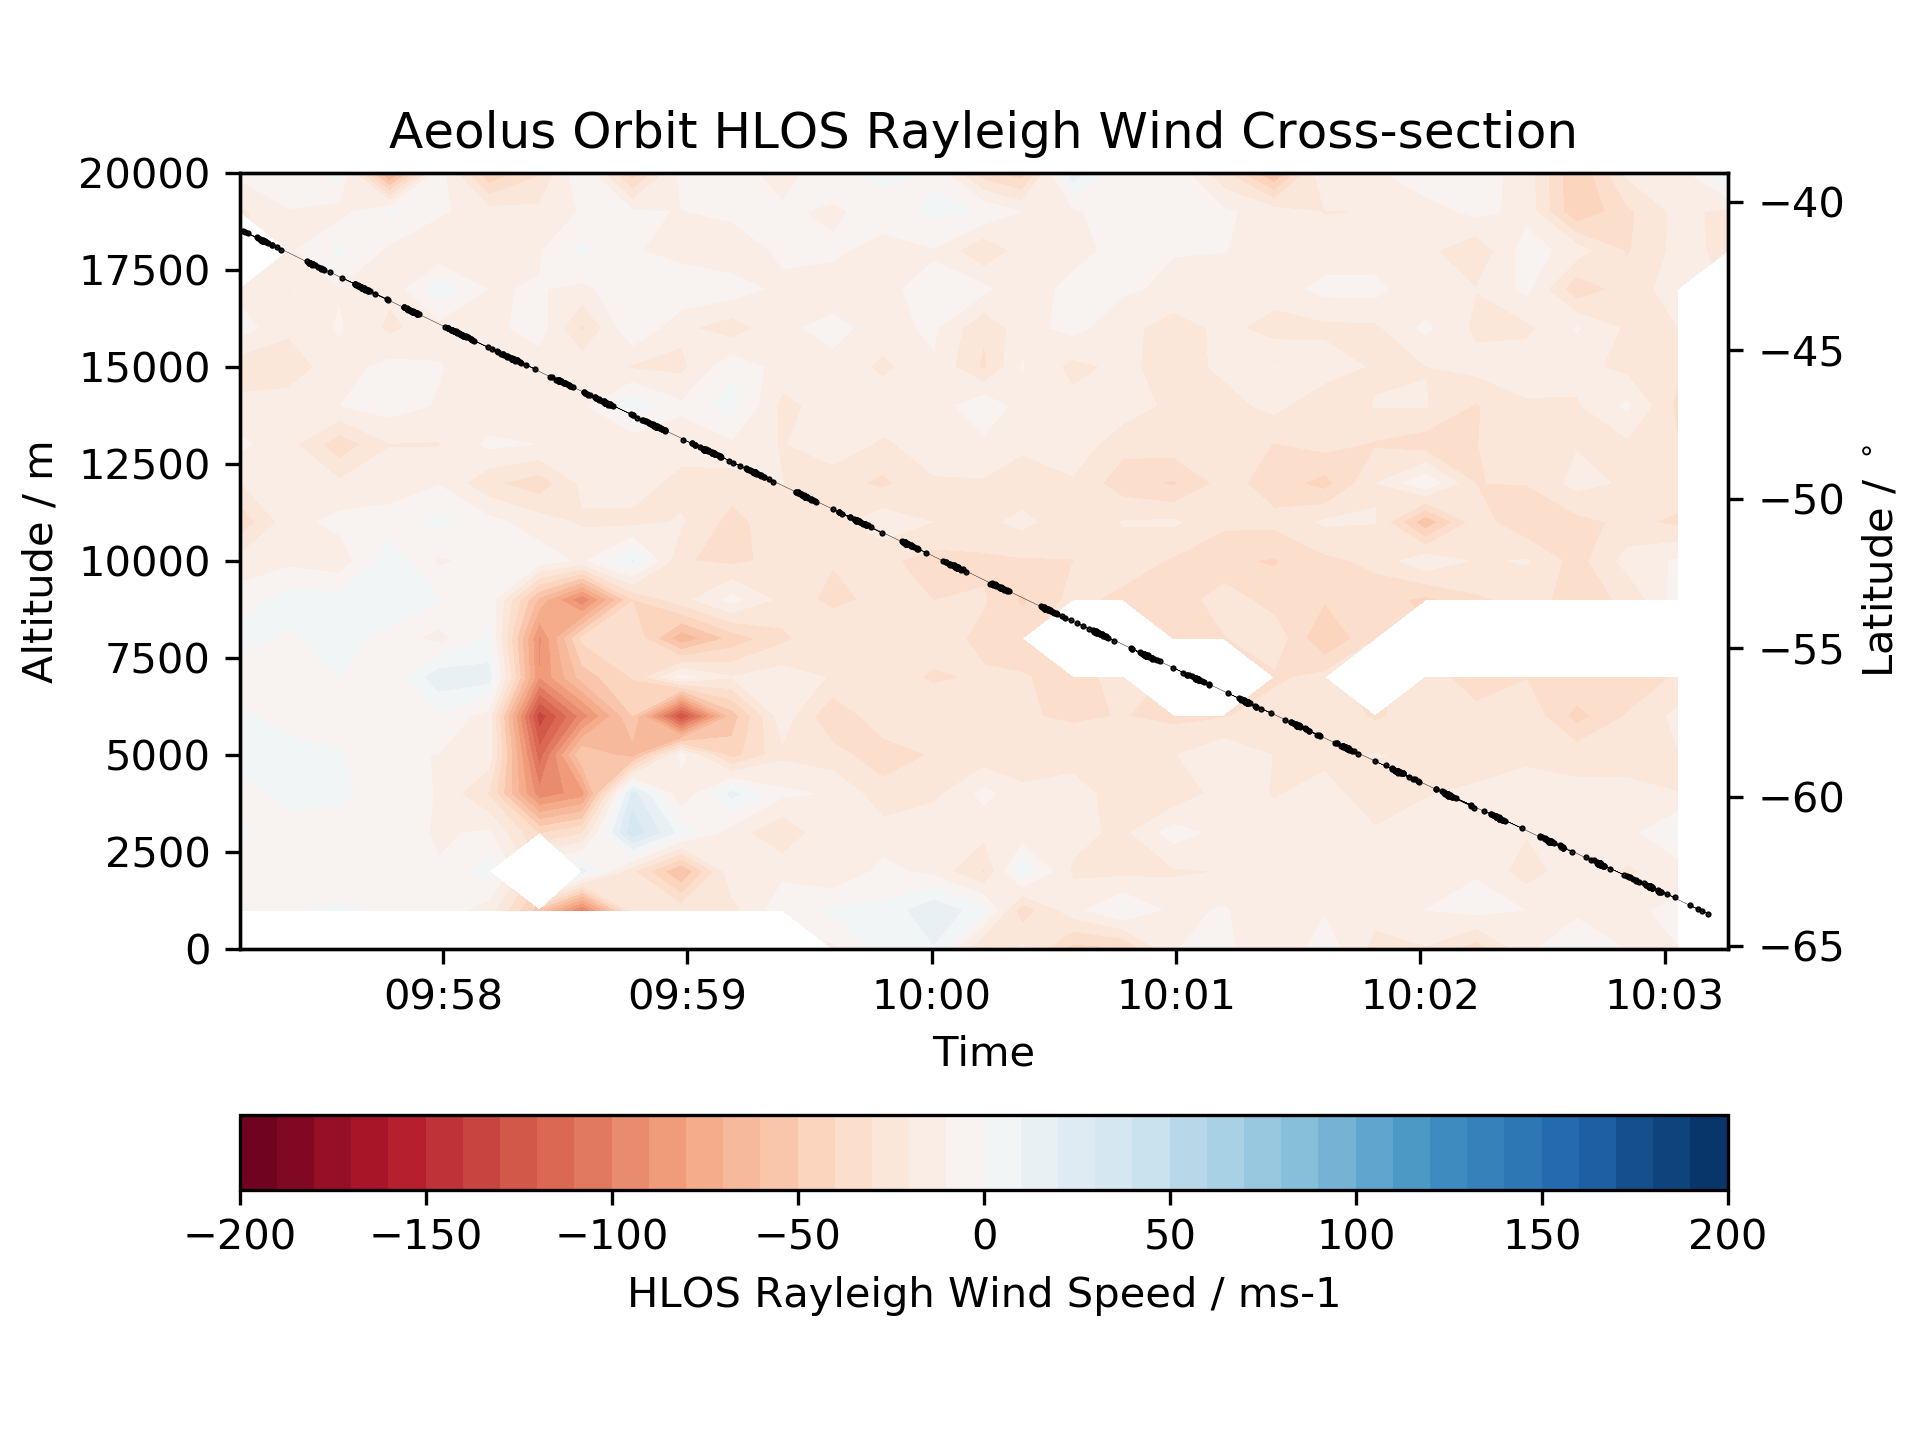 Aeolus Orbit HLOS Rayleigh Wind Cross-section
20000
17500
15000
12500
10000
7500
5000
2500
0
Altitude / m
−40
−45
−50
−55
−60
−65
Latitude / °
09:58 09:59 10:00 10:01 10:02 10:03
Time
−200 −150 −100 −50 0 50 100 150 200
HLOS Rayleigh Wind Speed / ms-1